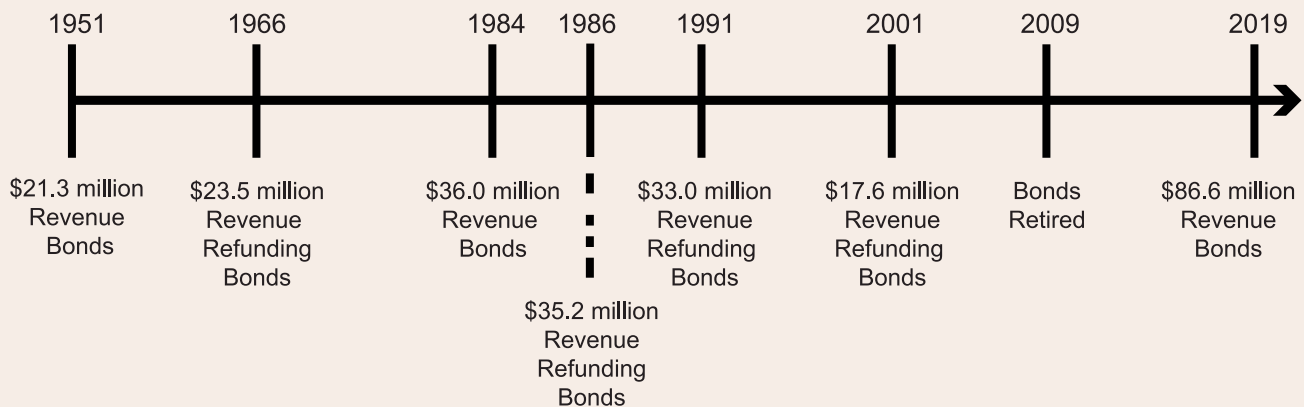 1951
1966
1984
1986
1991
2001
2009
2019
$21.3 million
Revenue
Bonds
$23.5 million
Revenue
Refunding
Bonds
$36.0 million
Revenue
Bonds
$35.2 million
Revenue
Refunding
Bonds
$33.0 million
Revenue
Refunding
Bonds
$17.6 million
Revenue
Refunding
Bonds
Bonds
Retired
$86.6 million
Revenue
Bonds